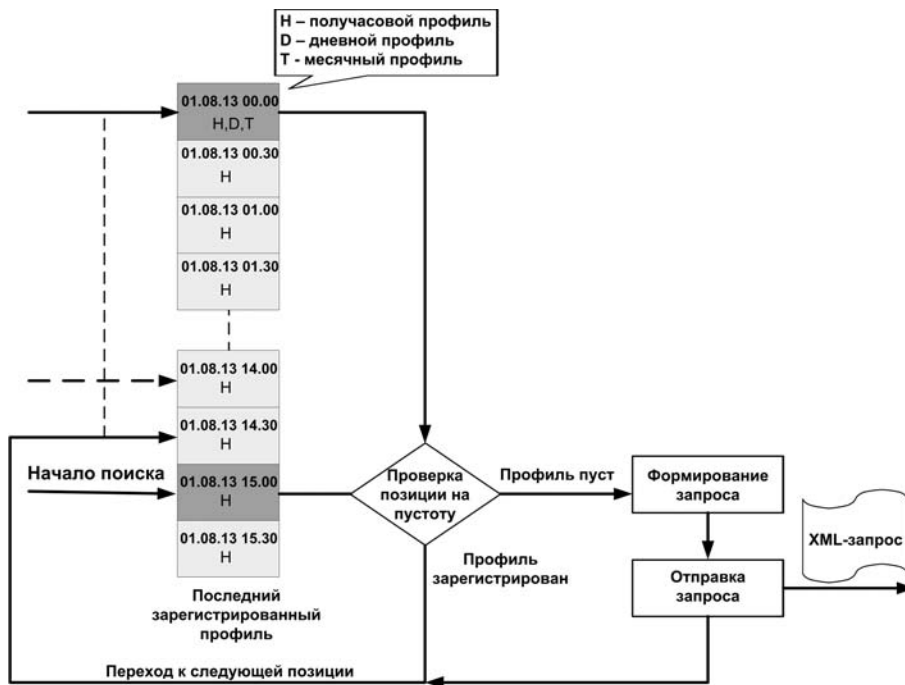 Н – получасовой профиль
D – дневной профиль
Т - месячный профиль
01.08.13 00.00
H,D,T
01.08.13 00.30
H
01.08.13 01.00
H
01.08.13 01.30
H
01.08.13 14.00
H
01.08.13 14.30
H
Начало поиска
01.08.13 15.00
H
01.08.13 15.30
H
Последний
зарегистрированный
профиль
Проверка
позиции на
пустоту
Профиль пуст
Формирование
запроса
XML-запрос
Профиль
зарегистрирован
Отправка
запроса
Переход к следующей позиции